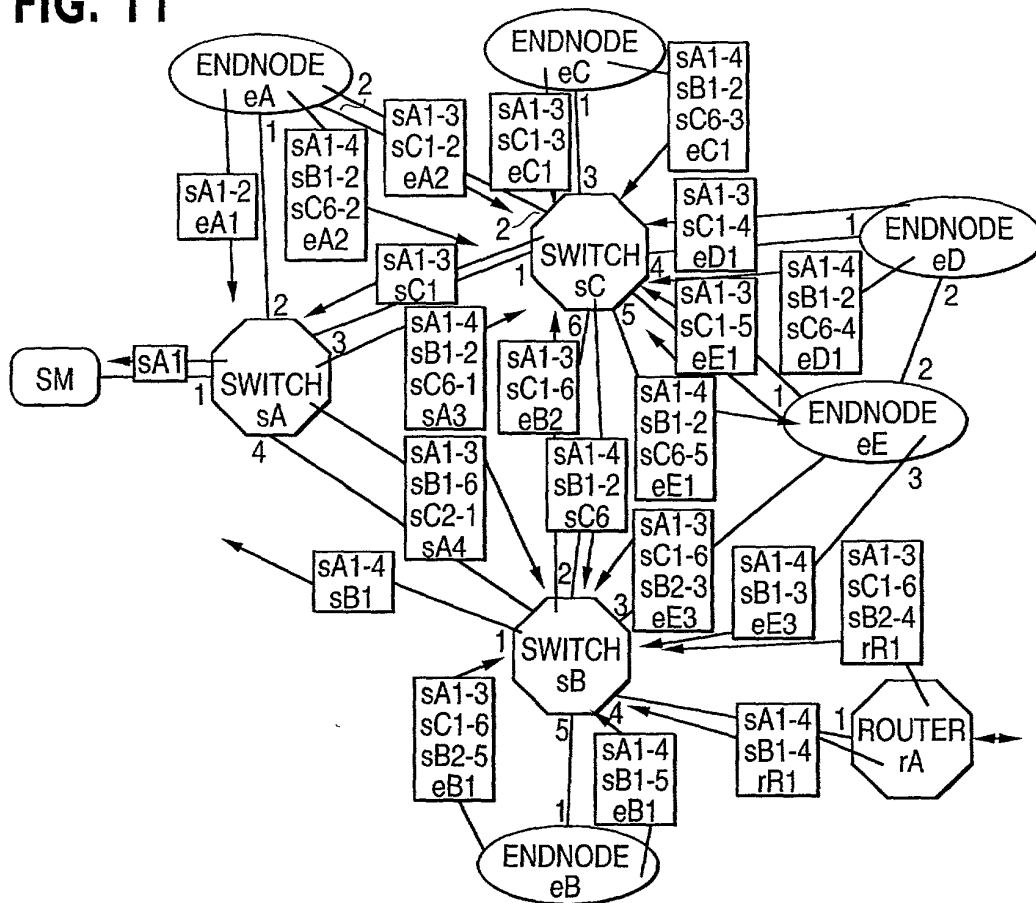 FIG. 11
ENDNODE
eA
2
1
sA1-2
eA1
sA1-4
sB1-2
sC6-2
eA2
sA1-3
sC1-2
eA2
ENDNODE
eC
1
sA1-3
sC1-3
eC1
sA1-4
sB1-2
sC6-3
eC1
3
2
SWITCH
sC
1
4
5
6
sA1-3
sC1-4
eD1
1
ENDNODE
eD
2
sA1-4
sB1-2
sC6-4
eD1
sA1-3
sC1
sA1-3
sC1-5
eE1
SM
sA1
1
2
SWITCH
sA
3
4
sA1-4
sB1-2
sC6-1
sA3
sA1-3
sC1-6
eB2
sA1-4
sB1-2
sC6-5
eE1
1
2
ENDNODE
eE
3
sA1-3
sB1-6
sC2-1
sA4
sA1-4
sB1-2
sC6
sA1-3
sC1-6
sB2-3
eE3
sA1-4
sB1-3
eE3
sA1-3
sC1-6
sB2-4
rR1
sA1-4
sB1
2
3
1
SWITCH
sB
4
5
sA1-3
sC1-6
sB2-5
eB1
sA1-4
sB1-5
eB1
sA1-4
sB1-4
rR1
1
ROUTER
rA
1
ENDNODE
eB